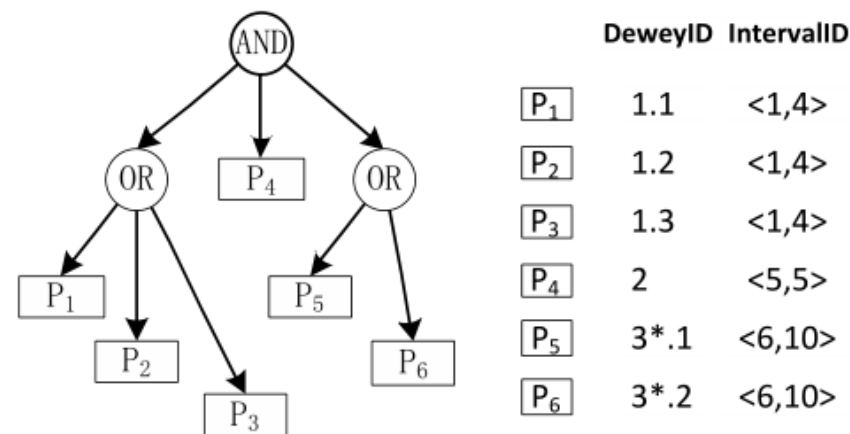 AND
OR
P₄
OR
P₁
P₅
P₂
P₆
P₃
DeweyID IntervalID
P₁ 1.1 <1,4>
P₂ 1.2 <1,4>
P₃ 1.3 <1,4>
P₄ 2 <5,5>
P₅ 3*.1 <6,10>
P₆ 3*.2 <6,10>